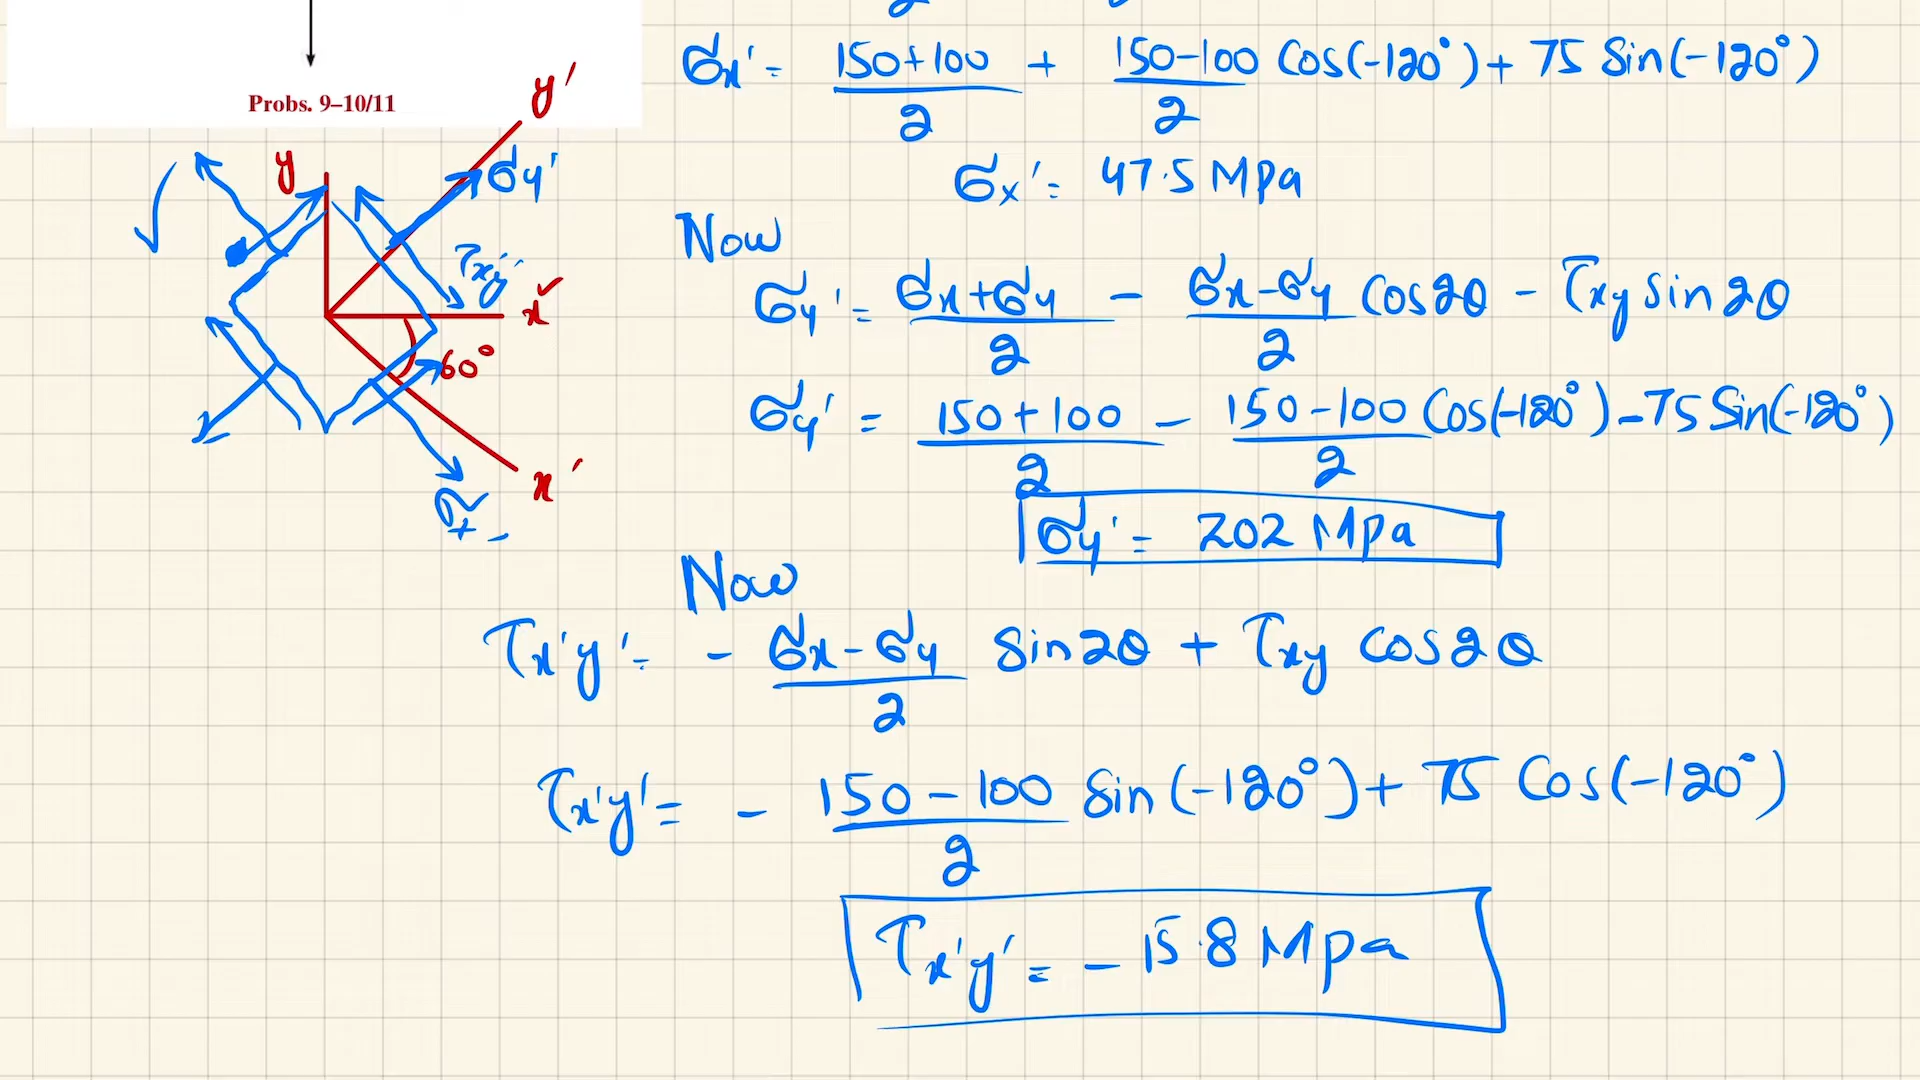 σx' = (150+100)/2 + (150-100)/2 Cos(-120°) + 75 Sin(-120°)
Probs. 9–10/11
σx' = 47.5 MPa
y'
y
σy'
τx'y'
x
60°
x'
Now
σy' = (σx+σy)/2 - (σx-σy)/2 Cos2θ - τxy sin 2θ
σy' = (150+100)/2 - (150-100)/2 Cos(-120°) - 75 Sin(-120°)
σy' = 202 MPa
Now
τx'y' = - (σx-σy)/2 Sin2θ + τxy cos2θ
τx'y' = - (150-100)/2 Sin(-120°) + 75 Cos(-120°)
τx'y' = -15.8 MPa